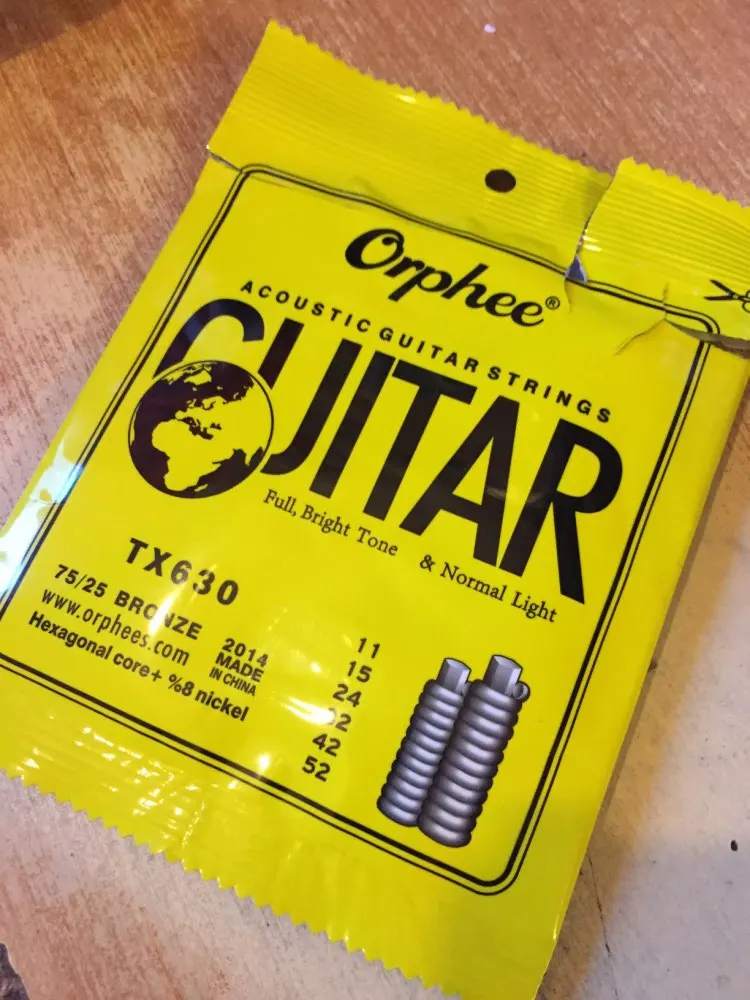 Orphee®
ACOUSTIC GUITAR STRINGS
GUITAR
Full, Bright Tone & Normal Light
TX630
75/25 BRONZE
www.orphees.com
Hexagonal core+ %8 nickel
2014
MADE
IN CHINA
11
15
24
32
42
52